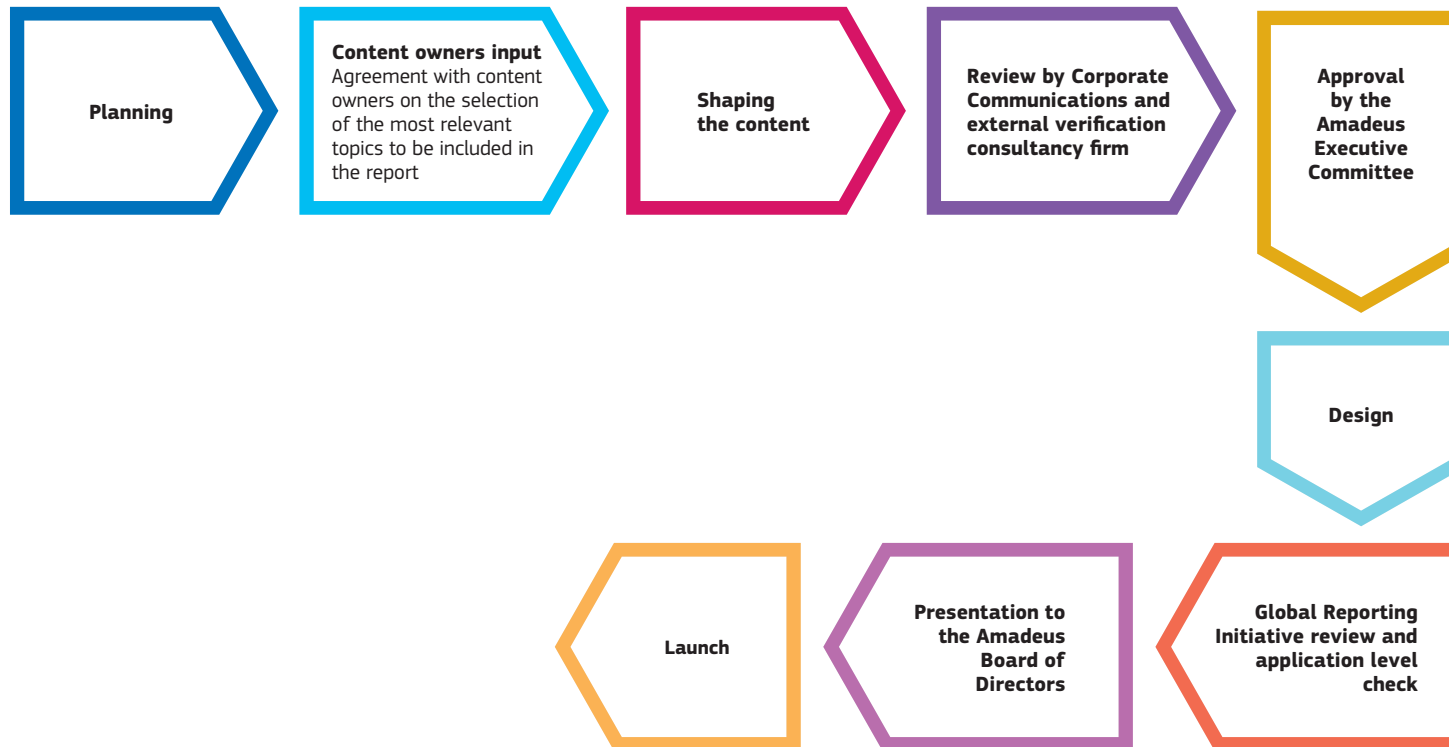 Planning
Content owners input
Agreement with content
owners on the selection
of the most relevant
topics to be included in
the report
Shaping
the content
Review by Corporate
Communications and
external verification
consultancy firm
Approval
by the
Amadeus
Executive
Committee
Design
Global Reporting
Initiative review and
application level
check
Presentation to
the Amadeus
Board of
Directors
Launch